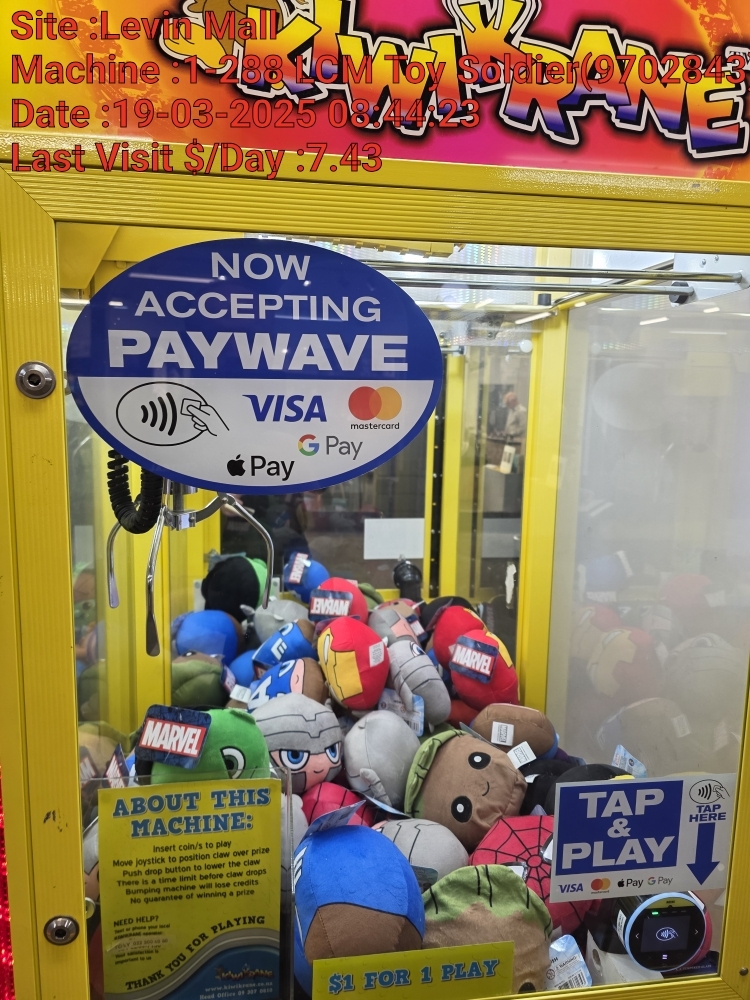 Site :Levin Mall
Machine :1-288 LCM Toy Soldier(9702843
Date :19-03-2025 08:44:23
Last Visit $/Day :7.43
KIWIKRANE
NOW
ACCEPTING
PAYWAVE
VISA
mastercard
G Pay
Pay
MARVEL
MARVEL
MARVEL
MARVEL
ABOUT THIS
MACHINE:
Insert coin/s to play
Move joystick to position claw over prize
Push drop button to lower the claw
There is a time limit before claw drops
Bumping machine will lose credits
No guarantee of winning a prize
NEED HELP?
THANK YOU FOR PLAYING
KIWIKRANE
TAP
&
PLAY
TAP
HERE
VISA
mastercard
Pay
G Pay
$1 FOR 1 PLAY